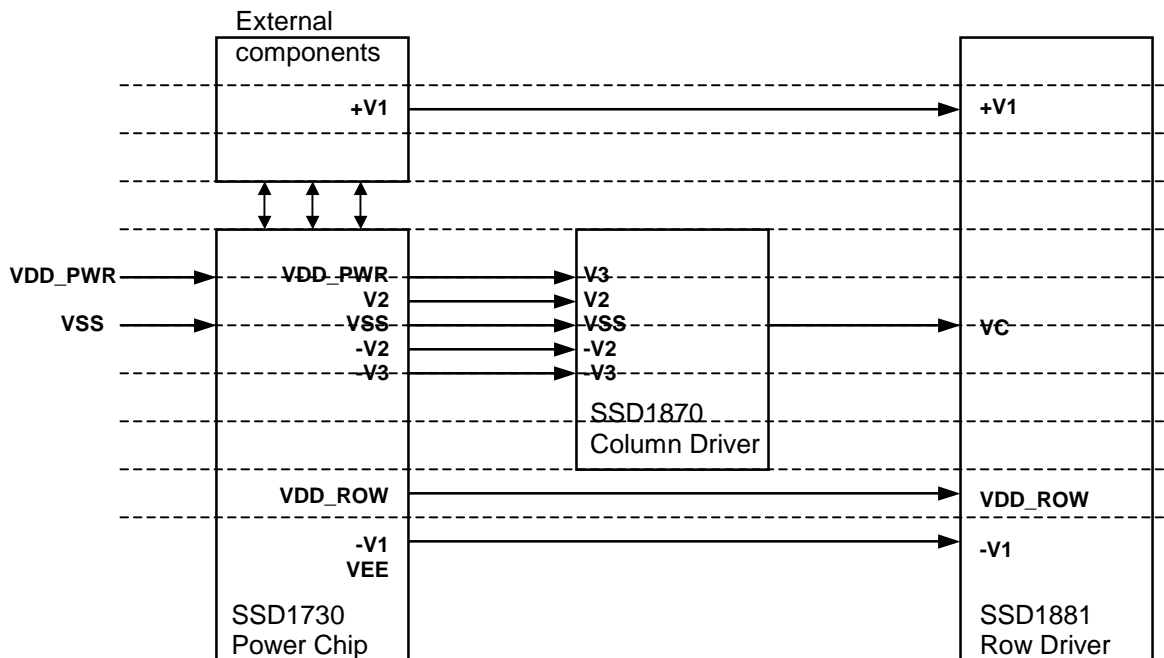 External
components
+V1
+V1
VDD_PWR
VDD_PWR
V3
V2
V2
VSS
VSS
VSS
VC
-V2
-V2
-V3
-V3
SSD1870
Column Driver
VDD_ROW
VDD_ROW
-V1
-V1
VEE
SSD1730
Power Chip
SSD1881
Row Driver